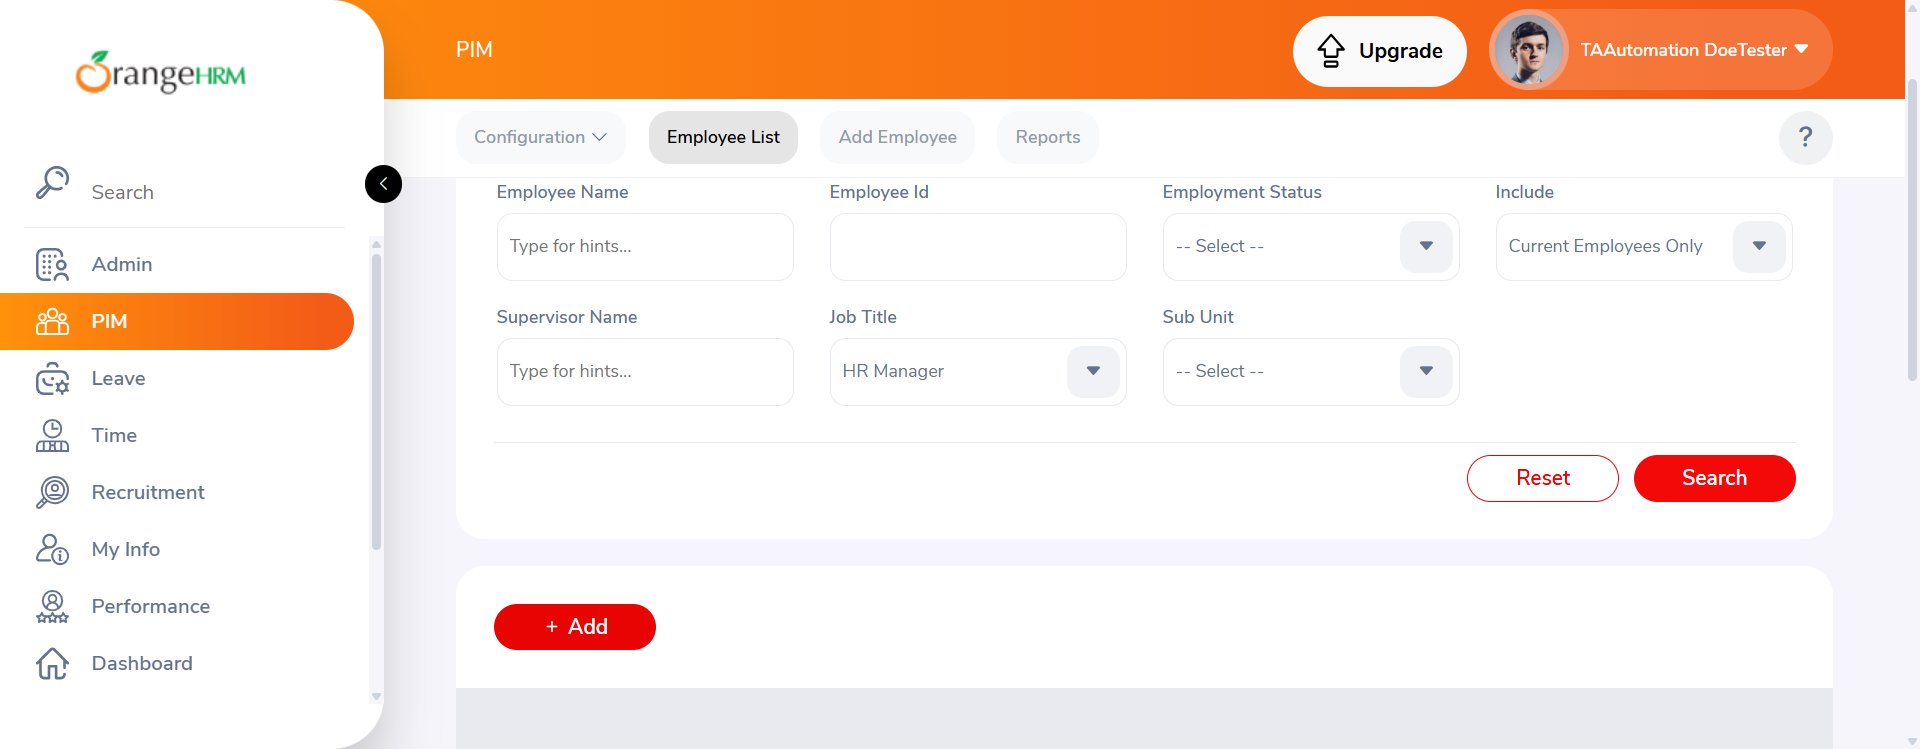 OrangeHRM
PIM
Upgrade
TAAutomation DoeTester
Search
Admin
PIM
Leave
Time
Recruitment
My Info
Performance
Dashboard
Configuration
Employee List
Add Employee
Reports
?
Employee Name
Employee Id
Employment Status
Include
Type for hints...
-- Select --
Current Employees Only
Supervisor Name
Job Title
Sub Unit
Type for hints...
HR Manager
-- Select --
Reset
Search
+ Add